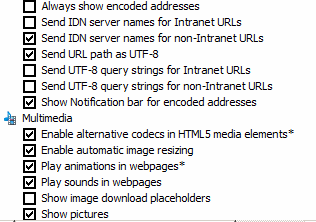 Always show encoded addresses
Send IDN server names for Intranet URLs
Send IDN server names for non-Intranet URLs
Send URL path as UTF-8
Send UTF-8 query strings for Intranet URLs
Send UTF-8 query strings for non-Intranet URLs
Show Notification bar for encoded addresses
Multimedia
Enable alternative codecs in HTML5 media elements*
Enable automatic image resizing
Play animations in webpages*
Play sounds in webpages
Show image download placeholders
Show pictures